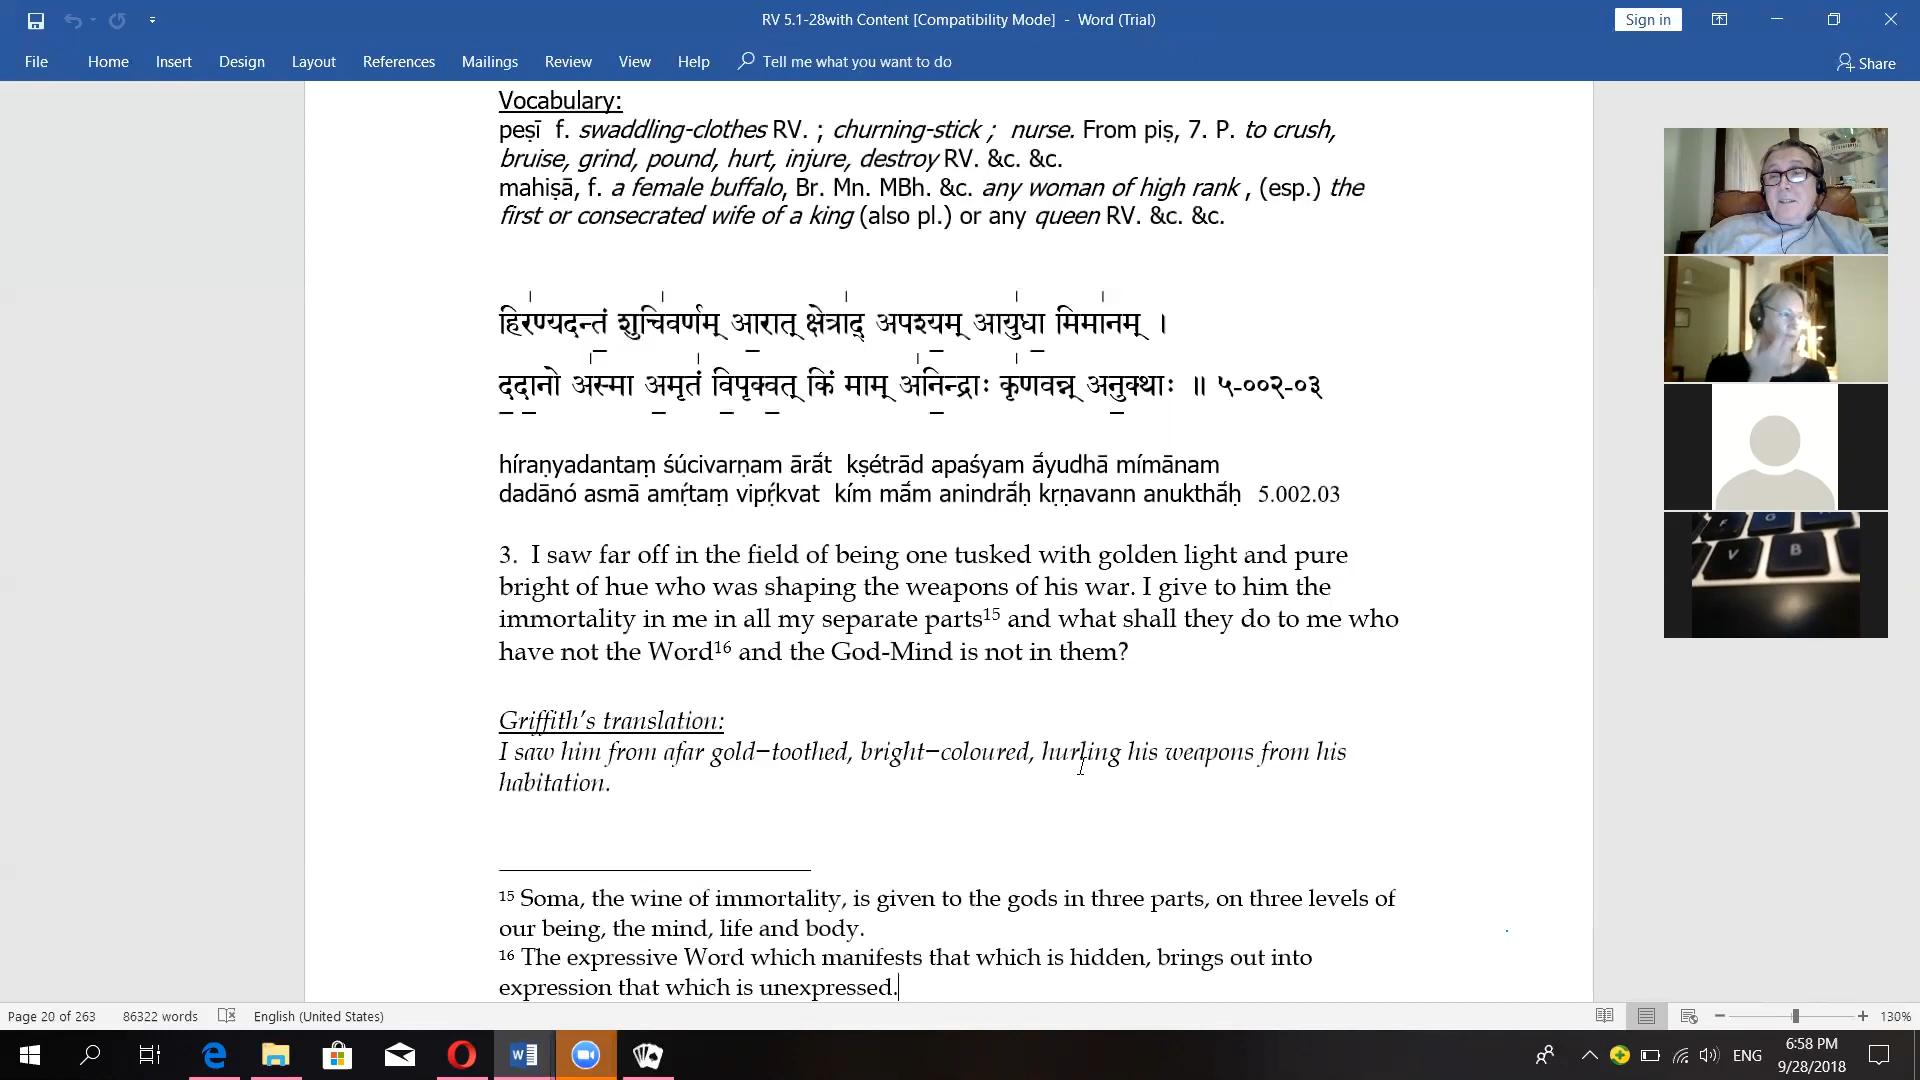 RV 5.1-28with Content [Compatibility Mode] - Word (Trial)
Sign in
File Home Insert Design Layout References Mailings Review View Help Tell me what you want to do
Share
Vocabulary:
peṣī f. swaddling-clothes RV. ; churning-stick ; nurse. From piṣ, 7. P. to crush,
bruise, grind, pound, hurt, injure, destroy RV. &c. &c.
mahiṣā, f. a female buffalo, Br. Mn. MBh. &c. any woman of high rank , (esp.) the
first or consecrated wife of a king (also pl.) or any queen RV. &c. &c.
हिर॑ण्यदन्तं॒ शुचि॑वर्णम् आ॒रात् क्षेत्रा॑द् अपश्य॒म् आयु॑धा॒ मिमा॑नम् ।
द॒दा॒नो अ॑स्मा अ॒मृतं॑ वि॒पृक्व॒त् किं माम् अ॑नि॒न्द्राः कृ॑णवन्न् अनु॒क्थाः ॥ ५-००२-०३
híraṇyadantaṃ śúcivarṇam ārā́t kṣétrād apaśyam ā́yudhā mímānam
dadānó asmā amŕ̥taṃ vipŕ̥kvat kím mā́m anindrā́ḥ kṛṇavann anukthā́ḥ 5.002.03
3. I saw far off in the field of being one tusked with golden light and pure
bright of hue who was shaping the weapons of his war. I give to him the
immortality in me in all my separate parts¹⁵ and what shall they do to me who
have not the Word¹⁶ and the God-Mind is not in them?
Griffith's translation:
I saw him from afar gold−toothed, bright−coloured, hurling his weapons from his
habitation.
¹⁵ Soma, the wine of immortality, is given to the gods in three parts, on three levels of
our being, the mind, life and body.
¹⁶ The expressive Word which manifests that which is hidden, brings out into
expression that which is unexpressed.
F G
V B
Page 20 of 263 86322 words English (United States) 130%
ENG
6:58 PM
9/28/2018